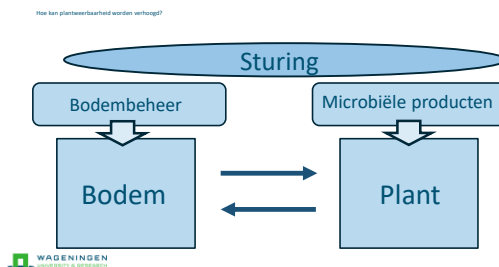 Hoe kan plantweerbaarheid worden verhoogd?
Sturing
Bodembeheer
Microbiële producten
Bodem
Plant
WAGENINGEN
UNIVERSITY & RESEARCH